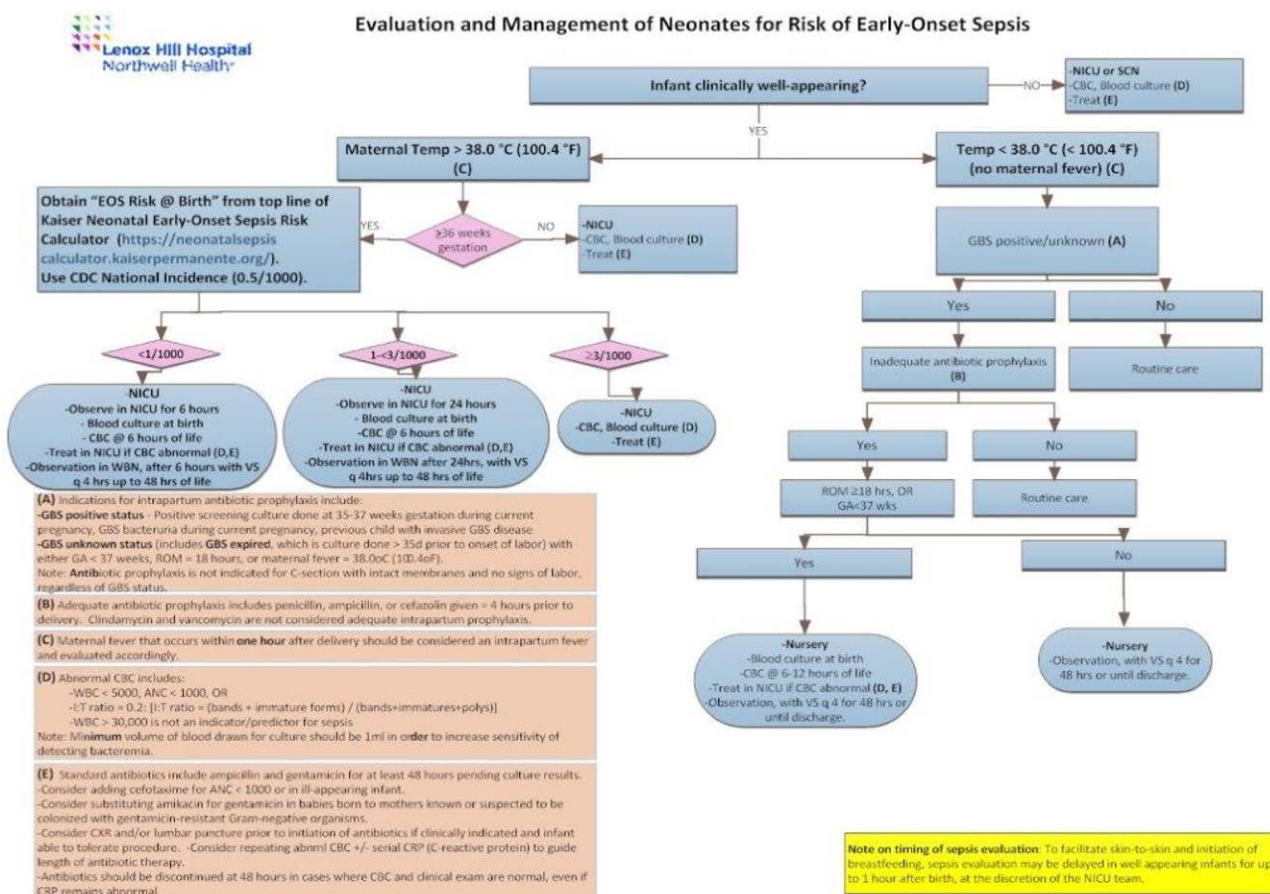 Evaluation and Management of Neonates for Risk of Early-Onset Sepsis
Lenox Hill Hospital
Northwell Health
Infant clinically well-appearing?
NO
-NICU or SCN
-CBC, Blood culture (D)
-Treat (E)
YES
Maternal Temp > 38.0 °C (100.4 °F)
(C)
Temp < 38.0 °C (< 100.4 °F)
(no maternal fever) (C)
Obtain “EOS Risk @ Birth” from top line of
Kaiser Neonatal Early-Onset Sepsis Risk
Calculator (https://neonatalsepsis
calculator.kaiserpermanente.org/).
Use CDC National Incidence (0.5/1000).
YES
≥36 weeks
gestation
NO
-NICU
-CBC, Blood culture (D)
-Treat (E)
GBS positive/unknown (A)
Yes
No
Inadequate antibiotic prophylaxis
(B)
Routine care
<1/1000
1-<3/1000
≥3/1000
-NICU
-Observe in NICU for 6 hours
- Blood culture at birth
- CBC @ 6 hours of life
-Treat in NICU if CBC abnormal (D,E)
-Observation in WBN, after 6 hours with VS
q 4 hrs up to 48 hrs of life
-NICU
-Observe in NICU for 24 hours
- Blood culture at birth
-CBC @ 6 hours of life
-Treat in NICU if CBC abnormal (D,E)
-Observation in WBN after 24hrs, with VS
q 4hrs up to 48 hrs of life
-NICU
-CBC, Blood culture (D)
-Treat (E)
Yes
No
ROM ≥18 hrs, OR
GA<37 wks
Routine care
Yes
No
-Nursery
-Blood culture at birth
-CBC @ 6-12 hours of life
-Treat in NICU if CBC abnormal (D, E)
-Observation, with VS q 4 for 48 hrs or
until discharge.
-Nursery
-Observation, with VS q 4 for
48 hrs or until discharge.
(A) Indications for intrapartum antibiotic prophylaxis include:
-GBS positive status - Positive screening culture done at 35-37 weeks gestation during current
pregnancy, GBS bacteruria during current pregnancy, previous child with invasive GBS disease
-GBS unknown status (includes GBS expired, which is culture done > 35d prior to onset of labor) with
either GA < 37 weeks, ROM = 18 hours, or maternal fever = 38.0oC (100.4oF).
Note: Antibiotic prophylaxis is not indicated for C-section with intact membranes and no signs of labor,
regardless of GBS status.
(B) Adequate antibiotic prophylaxis includes penicillin, ampicillin, or cefazolin given = 4 hours prior to
delivery. Clindamycin and vancomycin are not considered adequate intrapartum prophylaxis.
(C) Maternal fever that occurs within one hour after delivery should be considered an intrapartum fever
and evaluated accordingly.
(D) Abnormal CBC includes:
-WBC < 5000, ANC < 1000, OR
-I:T ratio = 0.2: [I:T ratio = (bands + immature forms) / (bands+immatures+polys)]
-WBC > 30,000 is not an indicator/predictor for sepsis
Note: Minimum volume of blood drawn for culture should be 1ml in order to increase sensitivity of
detecting bacteremia.
(E) Standard antibiotics include ampicillin and gentamicin for at least 48 hours pending culture results.
-Consider adding cefotaxime for ANC < 1000 or in ill-appearing infant.
-Consider substituting amikacin for gentamicin in babies born to mothers known or suspected to be
colonized with gentamicin-resistant Gram-negative organisms.
-Consider CXR and/or lumbar puncture prior to initiation of antibiotics if clinically indicated and infant
able to tolerate procedure. -Consider repeating abnml CBC +/- serial CRP (C-reactive protein) to guide
length of antibiotic therapy.
-Antibiotics should be discontinued at 48 hours in cases where CBC and clinical exam are normal, even if
CRP remains abnormal
Note on timing of sepsis evaluation: To facilitate skin-to-skin and initiation of
breastfeeding, sepsis evaluation may be delayed in well appearing infants for up
to 1 hour after birth, at the discretion of the NICU team.